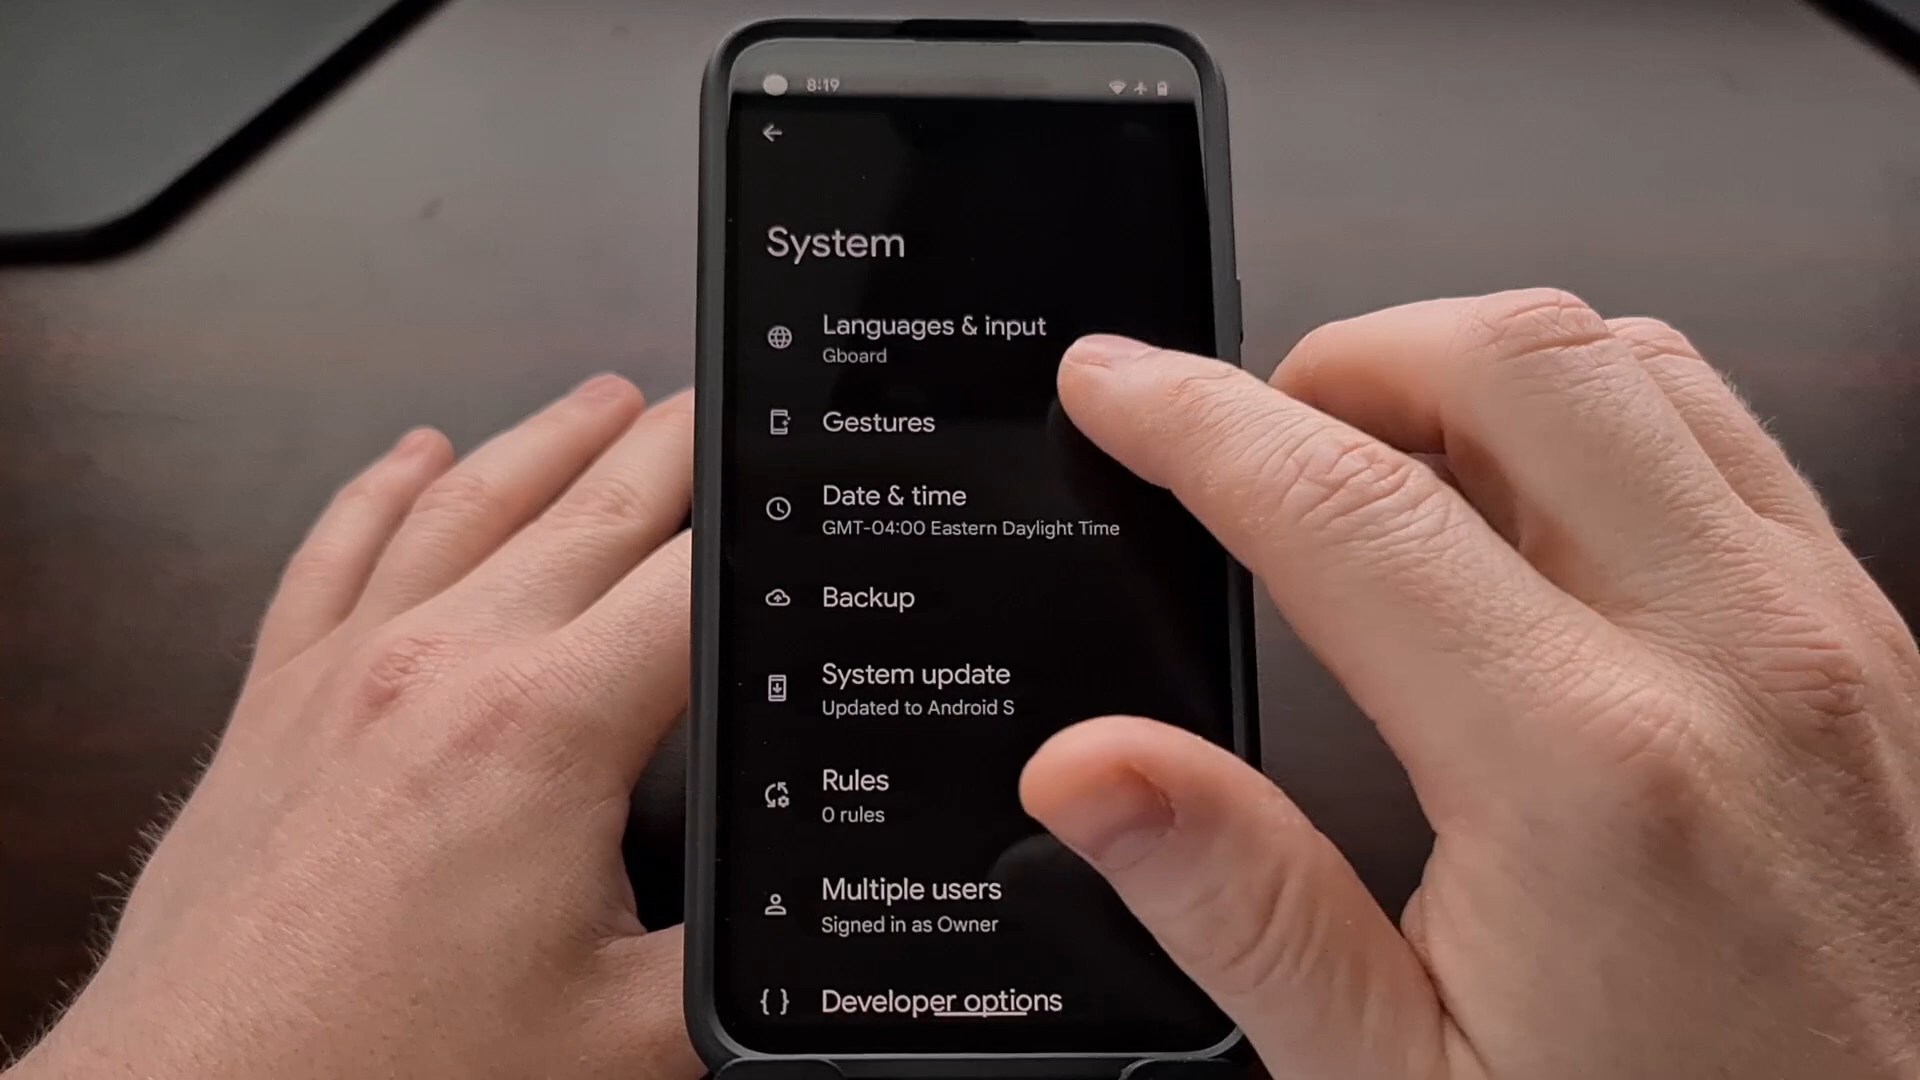 8:19
System
Languages & input
Gboard
Gestures
Date & time
GMT-04:00 Eastern Daylight Time
Backup
System update
Updated to Android S
Rules
0 rules
Multiple users
Signed in as Owner
{ } Developer options